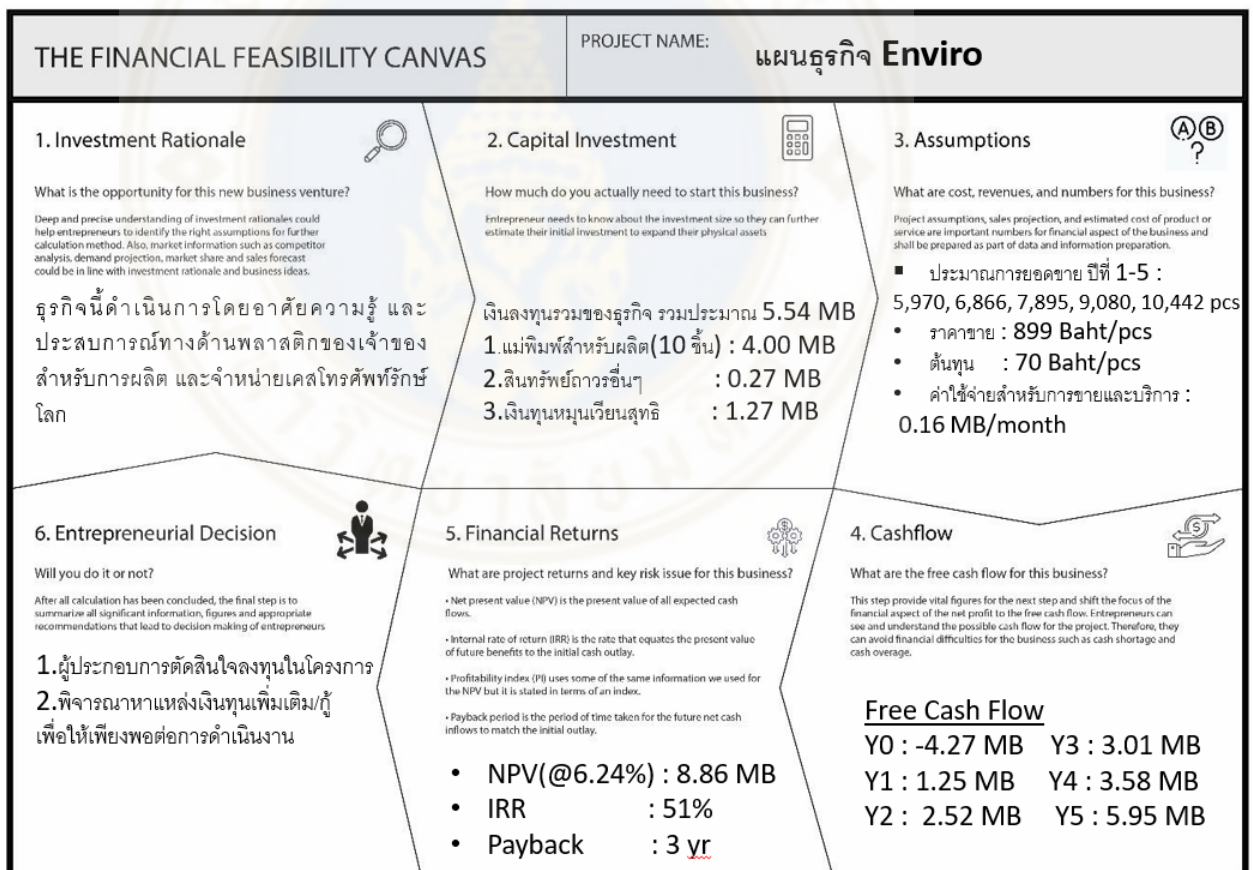 THE FINANCIAL FEASIBILITY CANVAS
PROJECT NAME:
แผนธุรกิจ Enviro
1. Investment Rationale
What is the opportunity for this new business venture?
Deep and precise understanding of investment rationales could
help entrepreneurs to identify the right assumptions for further
calculation method. Also, market information such as competitor
analysis, demand projection, market share and sales forecast
could be in line with investment rationale and business ideas.
ธุรกิจนี้ดำเนินการโดยอาศัยความรู้ และ
ประสบการณ์ทางด้านพลาสติกของเจ้าของ
สำหรับการผลิต และจำหน่ายเคสโทรศัพท์รักษ์
โลก
2. Capital Investment
How much do you actually need to start this business?
Entrepreneur needs to know about the investment size so they can further
estimate their initial investment to expand their physical assets
เงินลงทุนรวมของธุรกิจ รวมประมาณ 5.54 MB
1.แม่พิมพ์สำหรับผลิต(10 ชิ้น) : 4.00 MB
2.สินทรัพย์ถาวรอื่นๆ : 0.27 MB
3.เงินทุนหมุนเวียนสุทธิ : 1.27 MB
3. Assumptions
A B
?
What are cost, revenues, and numbers for this business?
Project assumptions, sales projection, and estimated cost of product or
service are important numbers for financial aspect of the business and
shall be prepared as part of data and information preparation.
▪ ประมาณการยอดขาย ปีที่ 1-5 :
5,970, 6,866, 7,895, 9,080, 10,442 pcs
• ราคาขาย : 899 Baht/pcs
• ต้นทุน : 70 Baht/pcs
• ค่าใช้จ่ายสำหรับการขายและบริการ :
0.16 MB/month
6. Entrepreneurial Decision
Will you do it or not?
After all calculation has been concluded, the final step is to
summarize all significant information, figures and appropriate
recommendations that lead to decision making of entrepreneurs
1.ผู้ประกอบการตัดสินใจลงทุนในโครงการ
2.พิจารณาหาแหล่งเงินทุนเพิ่มเติม/กู้
เพื่อให้เพียงพอต่อการดำเนินงาน
5. Financial Returns
What are project returns and key risk issue for this business?
• Net present value (NPV) is the present value of all expected cash
flows.
• Internal rate of return (IRR) is the rate that equates the present value
of future benefits to the initial cash outlay.
• Profitability index (PI) uses some of the same information we used for
the NPV but it is stated in terms of an index.
• Payback period is the period of time taken for the future net cash
inflows to match the initial outlay.
• NPV(@6.24%) : 8.86 MB
• IRR : 51%
• Payback : 3 yr
4. Cashflow
What are the free cash flow for this business?
This step provide vital figures for the next step and shift the focus of the
financial aspect of the net profit to the free cash flow. Entrepreneurs can
see and understand the possible cash flow for the project. Therefore, they
can avoid financial difficulties for the business such as cash shortage and
cash overage.
Free Cash Flow
Y0 : -4.27 MB Y3 : 3.01 MB
Y1 : 1.25 MB Y4 : 3.58 MB
Y2 : 2.52 MB Y5 : 5.95 MB